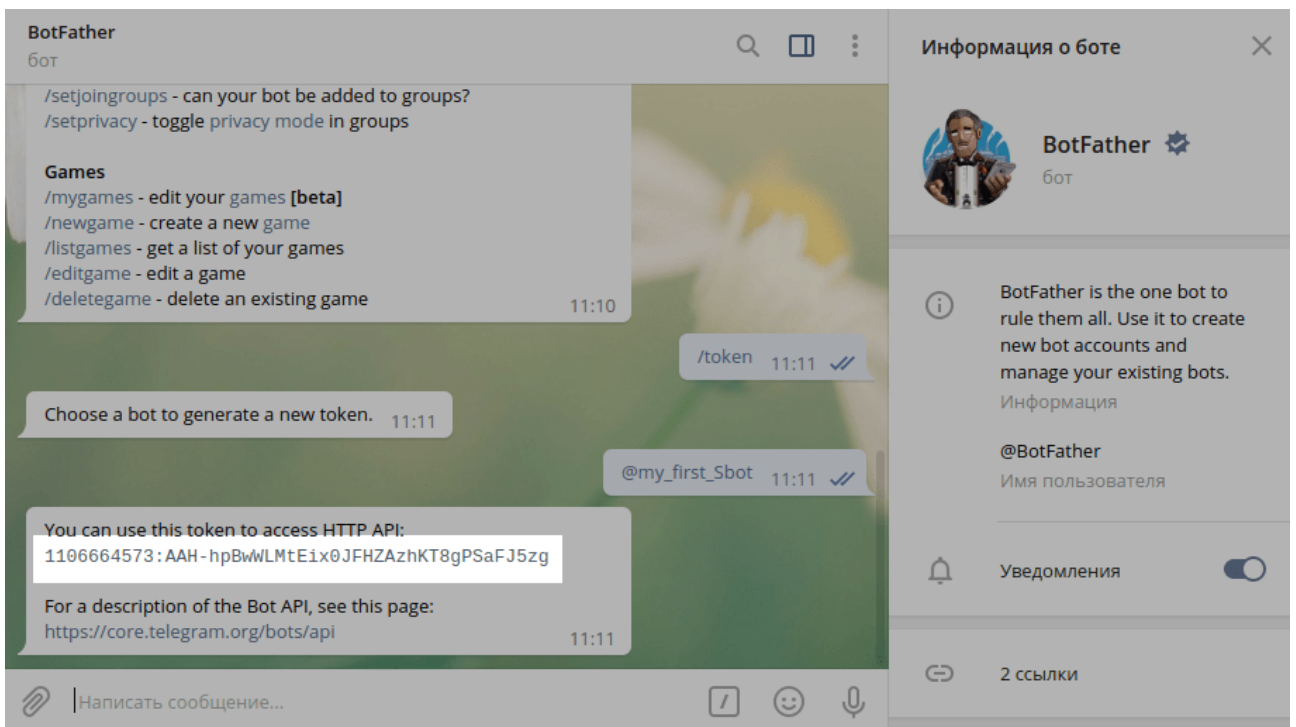 BotFather
бот
/setjoingroups - can your bot be added to groups?
/setprivacy - toggle privacy mode in groups
Games
/mygames - edit your games [beta]
/newgame - create a new game
/listgames - get a list of your games
/editgame - edit a game
/deletegame - delete an existing game
11:10
/token 11:11
Choose a bot to generate a new token. 11:11
@my_first_Sbot 11:11
You can use this token to access HTTP API:
1106664573:AAH-hpBwWLMtEix0JFHZAzhKT8gPSaFJ5zg
For a description of the Bot API, see this page:
https://core.telegram.org/bots/api
11:11
Написать сообщение...
Информация о боте
BotFather
бот
BotFather is the one bot to
rule them all. Use it to create
new bot accounts and
manage your existing bots.
Информация
@BotFather
Имя пользователя
Уведомления
2 ссылки